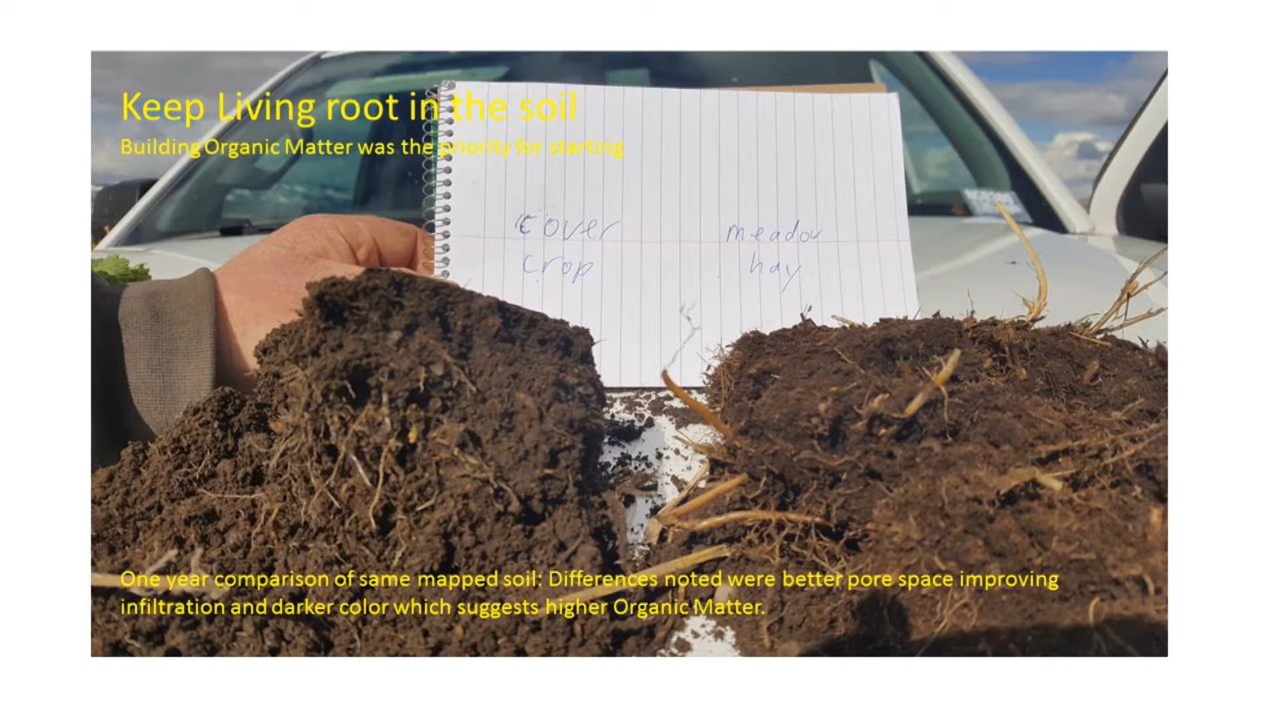 Keep Living root in the soil
Building Organic Matter was the priority for starting
cover meadow
crop hay
One year comparison of same mapped soil: Differences noted were better pore space improving
infiltration and darker color which suggests higher Organic Matter.